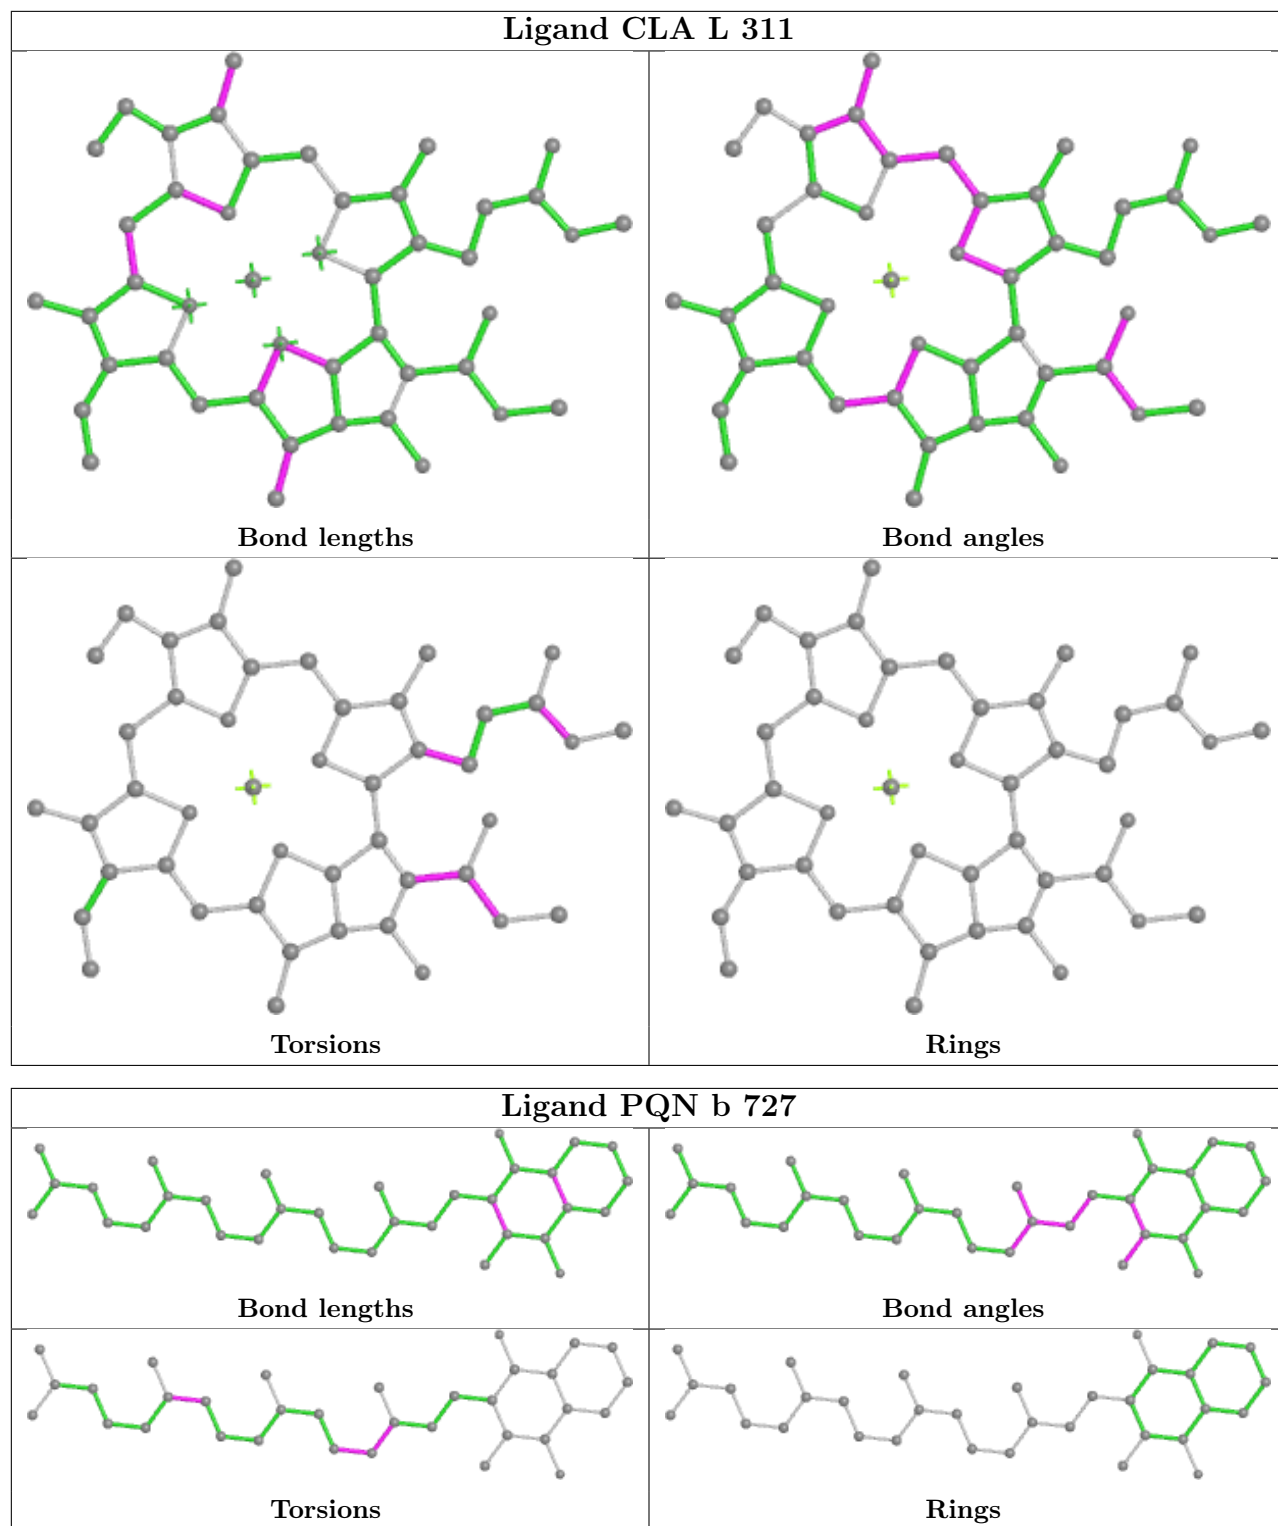 Ligand CLA L 311
Bond lengths
Bond angles
Torsions
Rings
Ligand PQN b 727
Bond lengths
Bond angles
Torsions
Rings